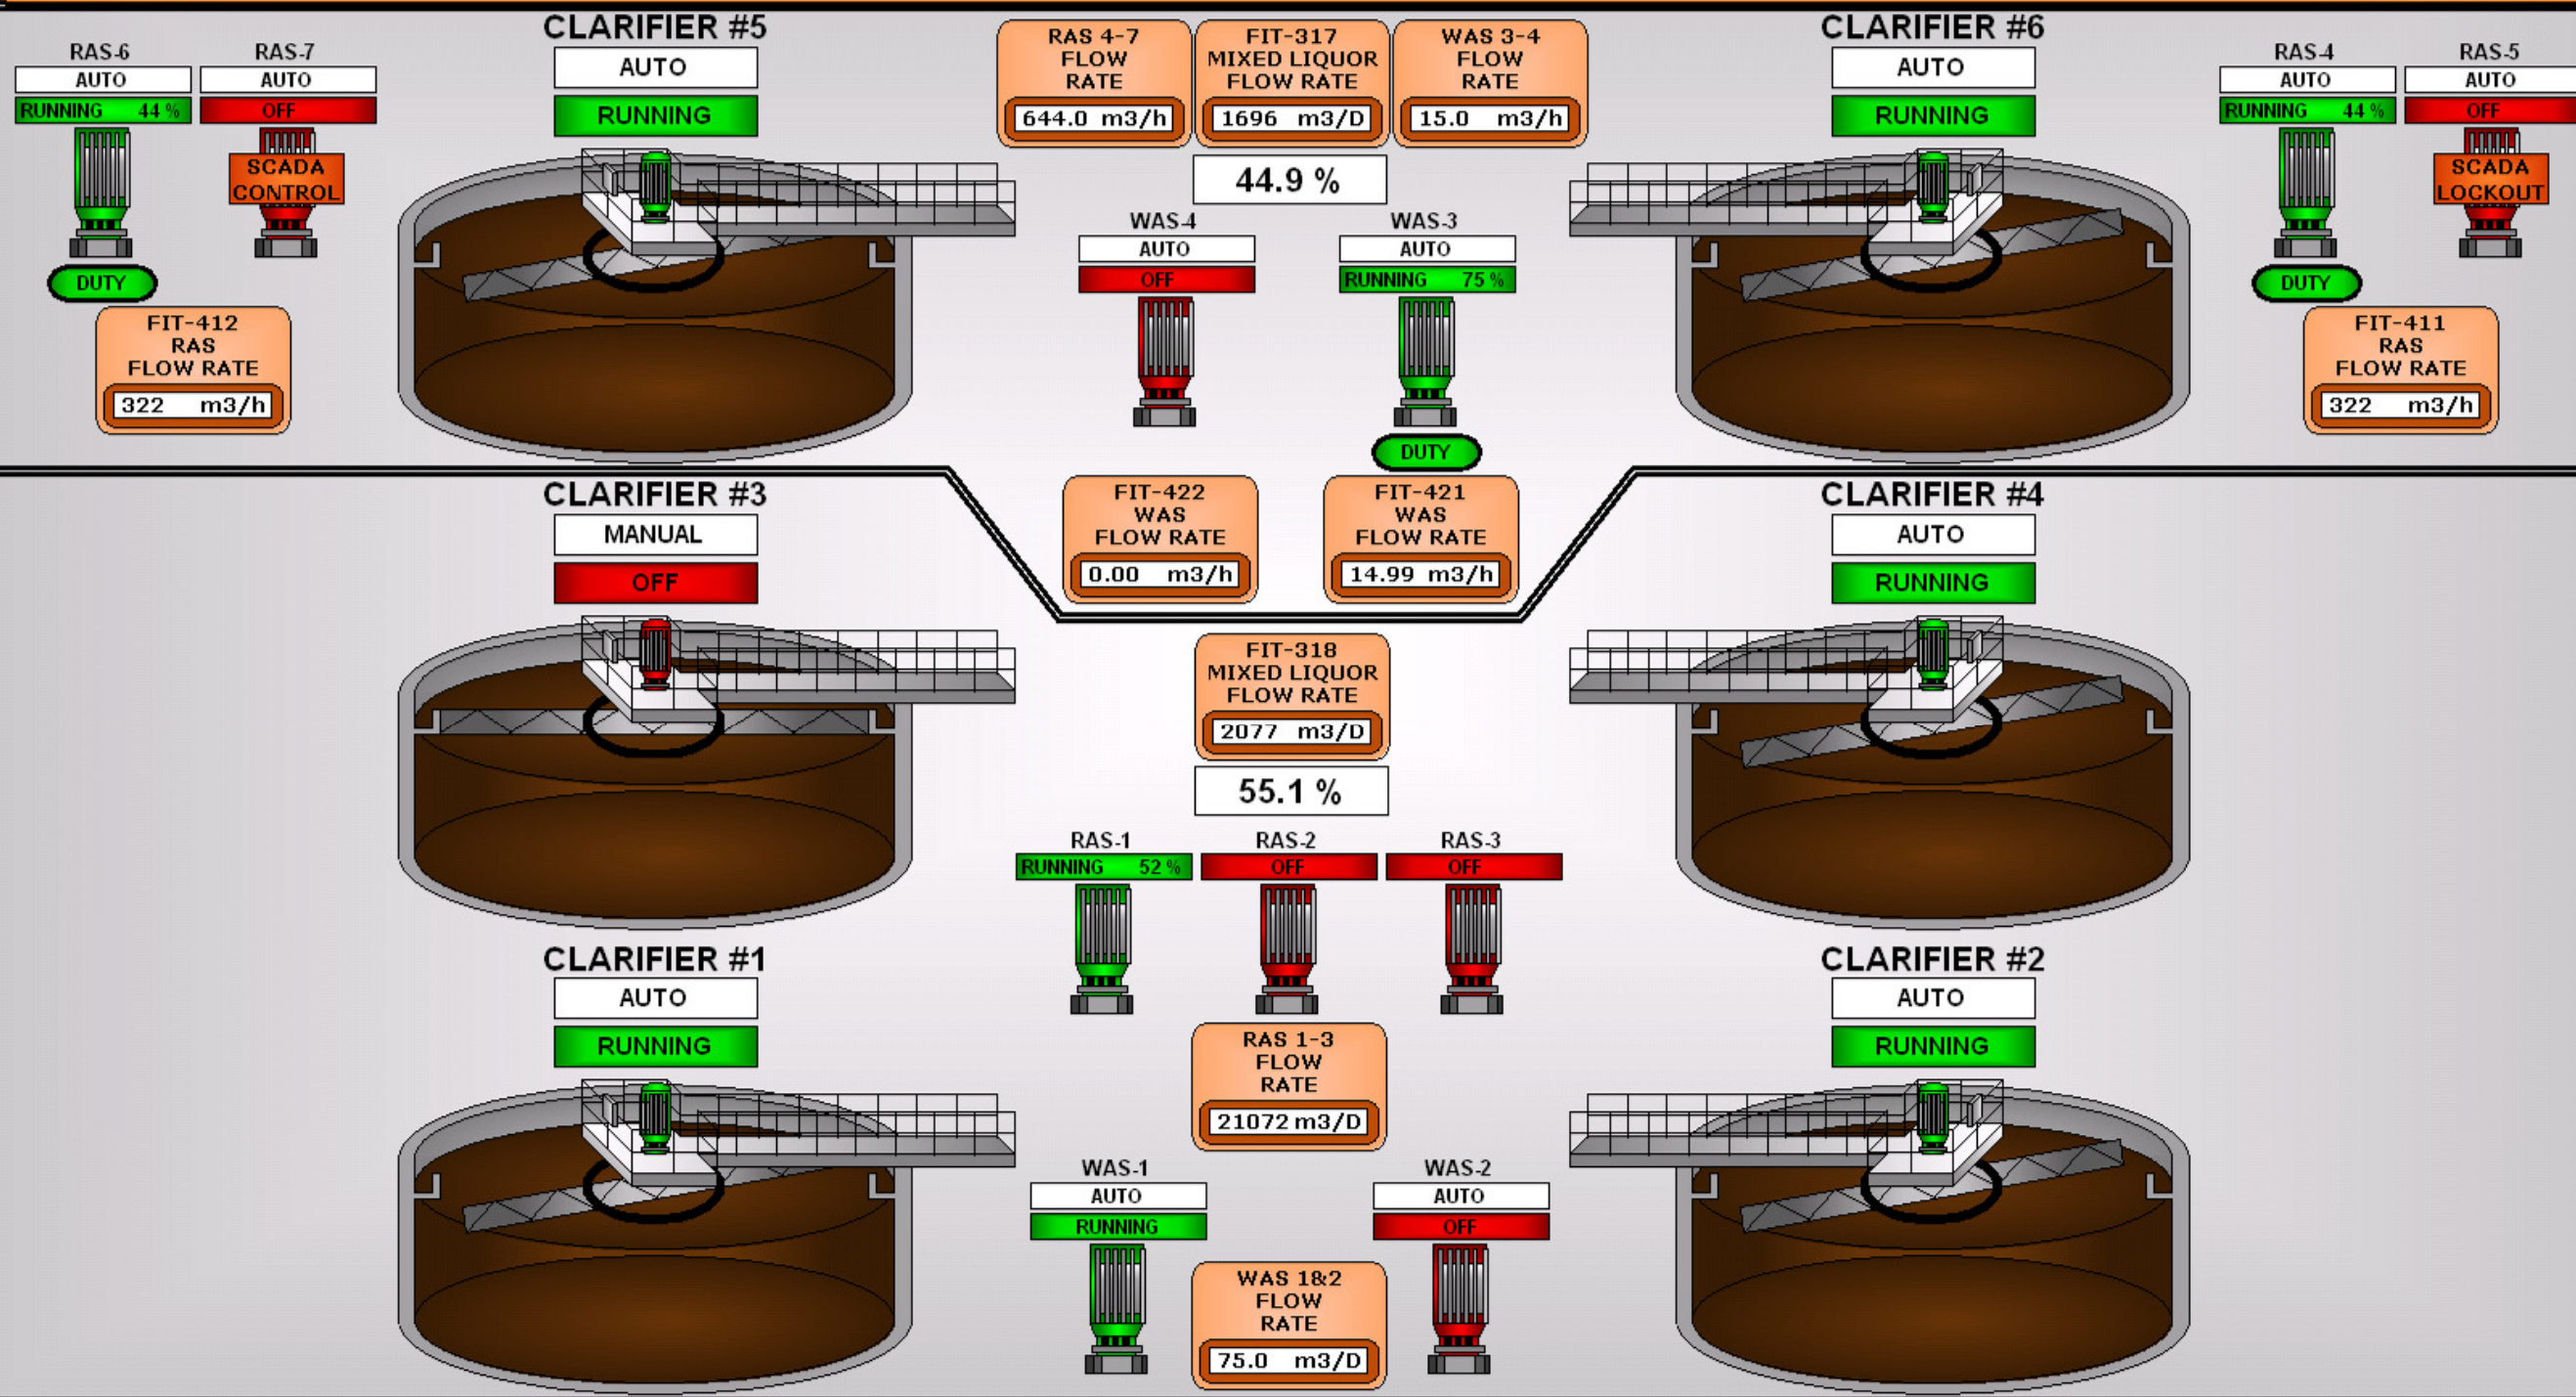 CLARIFIER #5
AUTO
RUNNING
RAS-6
AUTO
RUNNING 44 %
DUTY
RAS-7
AUTO
OFF
SCADA
CONTROL
FIT-412
RAS
FLOW RATE
322 m3/h
RAS 4-7
FLOW
RATE
644.0 m3/h
FIT-317
MIXED LIQUOR
FLOW RATE
1696 m3/D
44.9 %
WAS 3-4
FLOW
RATE
15.0 m3/h
WAS-4
AUTO
OFF
FIT-422
WAS
FLOW RATE
0.00 m3/h
WAS-3
AUTO
RUNNING 75 %
DUTY
FIT-421
WAS
FLOW RATE
14.99 m3/h
CLARIFIER #6
AUTO
RUNNING
RAS-4
AUTO
RUNNING 44 %
DUTY
RAS-5
AUTO
OFF
SCADA
LOCKOUT
FIT-411
RAS
FLOW RATE
322 m3/h
CLARIFIER #3
MANUAL
OFF
CLARIFIER #4
AUTO
RUNNING
FIT-318
MIXED LIQUOR
FLOW RATE
2077 m3/D
55.1 %
RAS-1
RUNNING 52 %
RAS-2
OFF
RAS-3
OFF
CLARIFIER #1
AUTO
RUNNING
RAS 1-3
FLOW
RATE
21072 m3/D
CLARIFIER #2
AUTO
RUNNING
WAS-1
AUTO
RUNNING
WAS-2
AUTO
OFF
WAS 1&2
FLOW
RATE
75.0 m3/D